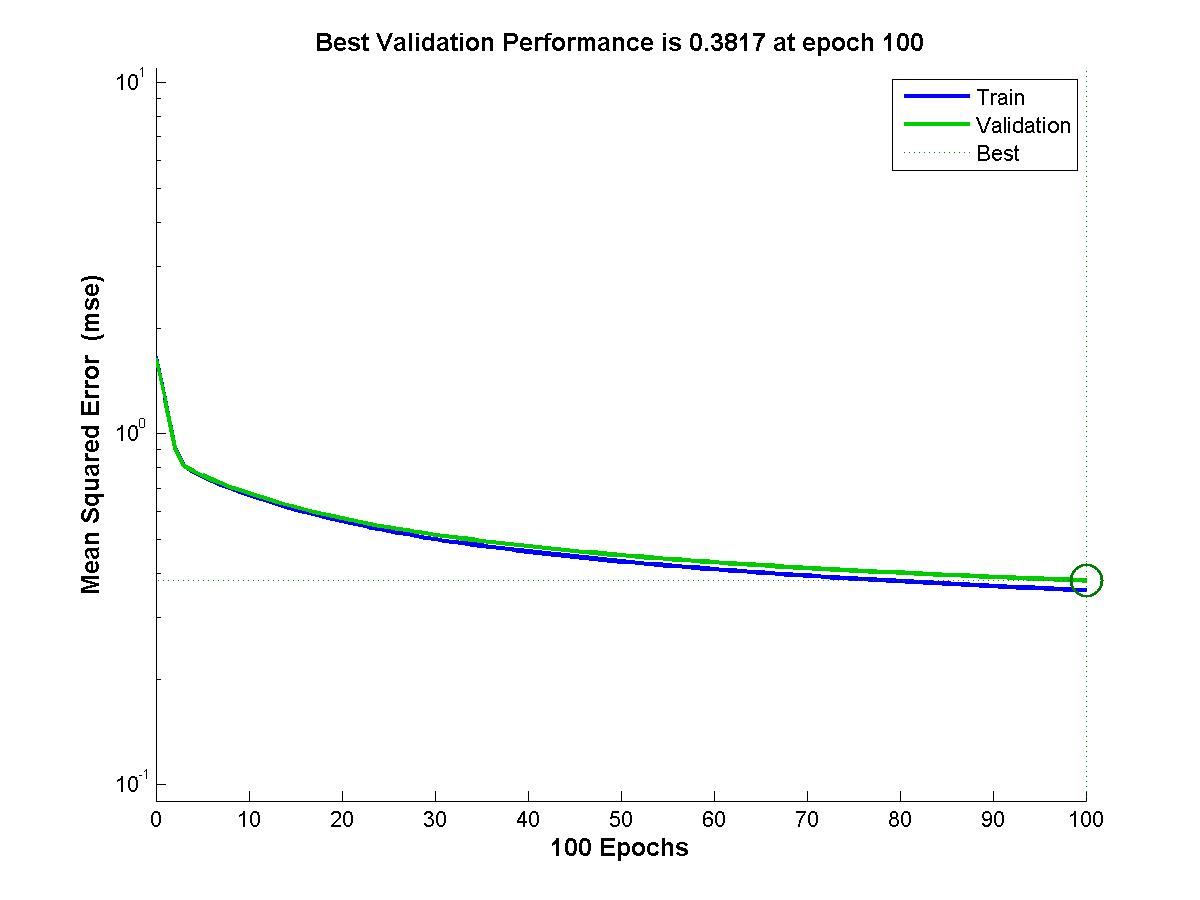 Best Validation Performance is 0.3817 at epoch 100
Train
Validation
Best
Mean Squared Error (mse)
10^1
10^0
10^-1
0 10 20 30 40 50 60 70 80 90 100
100 Epochs